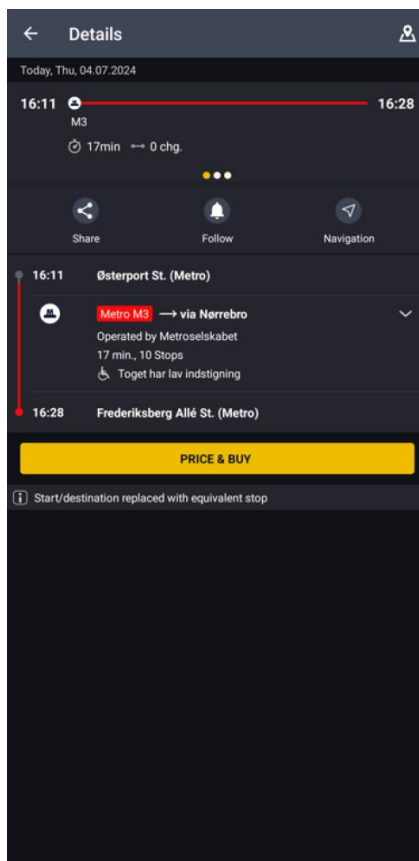 Details
Today, Thu, 04.07.2024
16:11 16:28
M3
17min 0 chg.
Share Follow Navigation
16:11 Østerport St. (Metro)
Metro M3 → via Nørrebro
Operated by Metroselskabet
17 min., 10 Stops
Toget har lav indstigning
16:28 Frederiksberg Allé St. (Metro)
PRICE & BUY
Start/destination replaced with equivalent stop